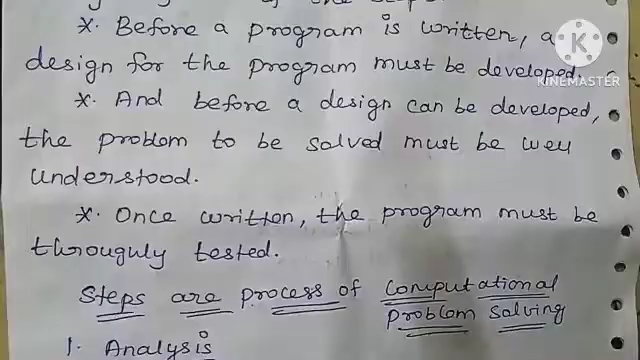 *. Before a program is written, a
design for the program must be developed.
*. And before a design can be developed,
the problem to be solved must be well
understood.
*. Once written, the program must be
througuly tested.
Steps are process of computational
problem solving
1. Analysis
K
KINEMASTER